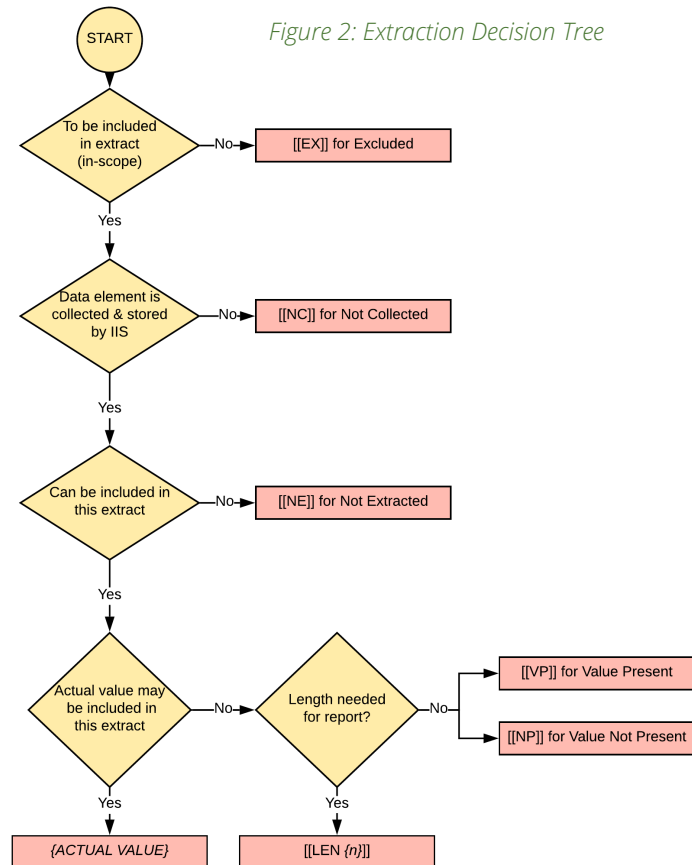 Figure 2: Extraction Decision Tree
START
To be included
in extract
(in-scope)
No
[[EX]] for Excluded
Yes
Data element is
collected & stored
by IIS
No
[[NC]] for Not Collected
Yes
Can be included in
this extract
No
[[NE]] for Not Extracted
Yes
Actual value may
be included in
this extract
No
Length needed
for report?
No
[[VP]] for Value Present
[[NP]] for Value Not Present
Yes
Yes
{ACTUAL VALUE}
[[LEN {n}]]